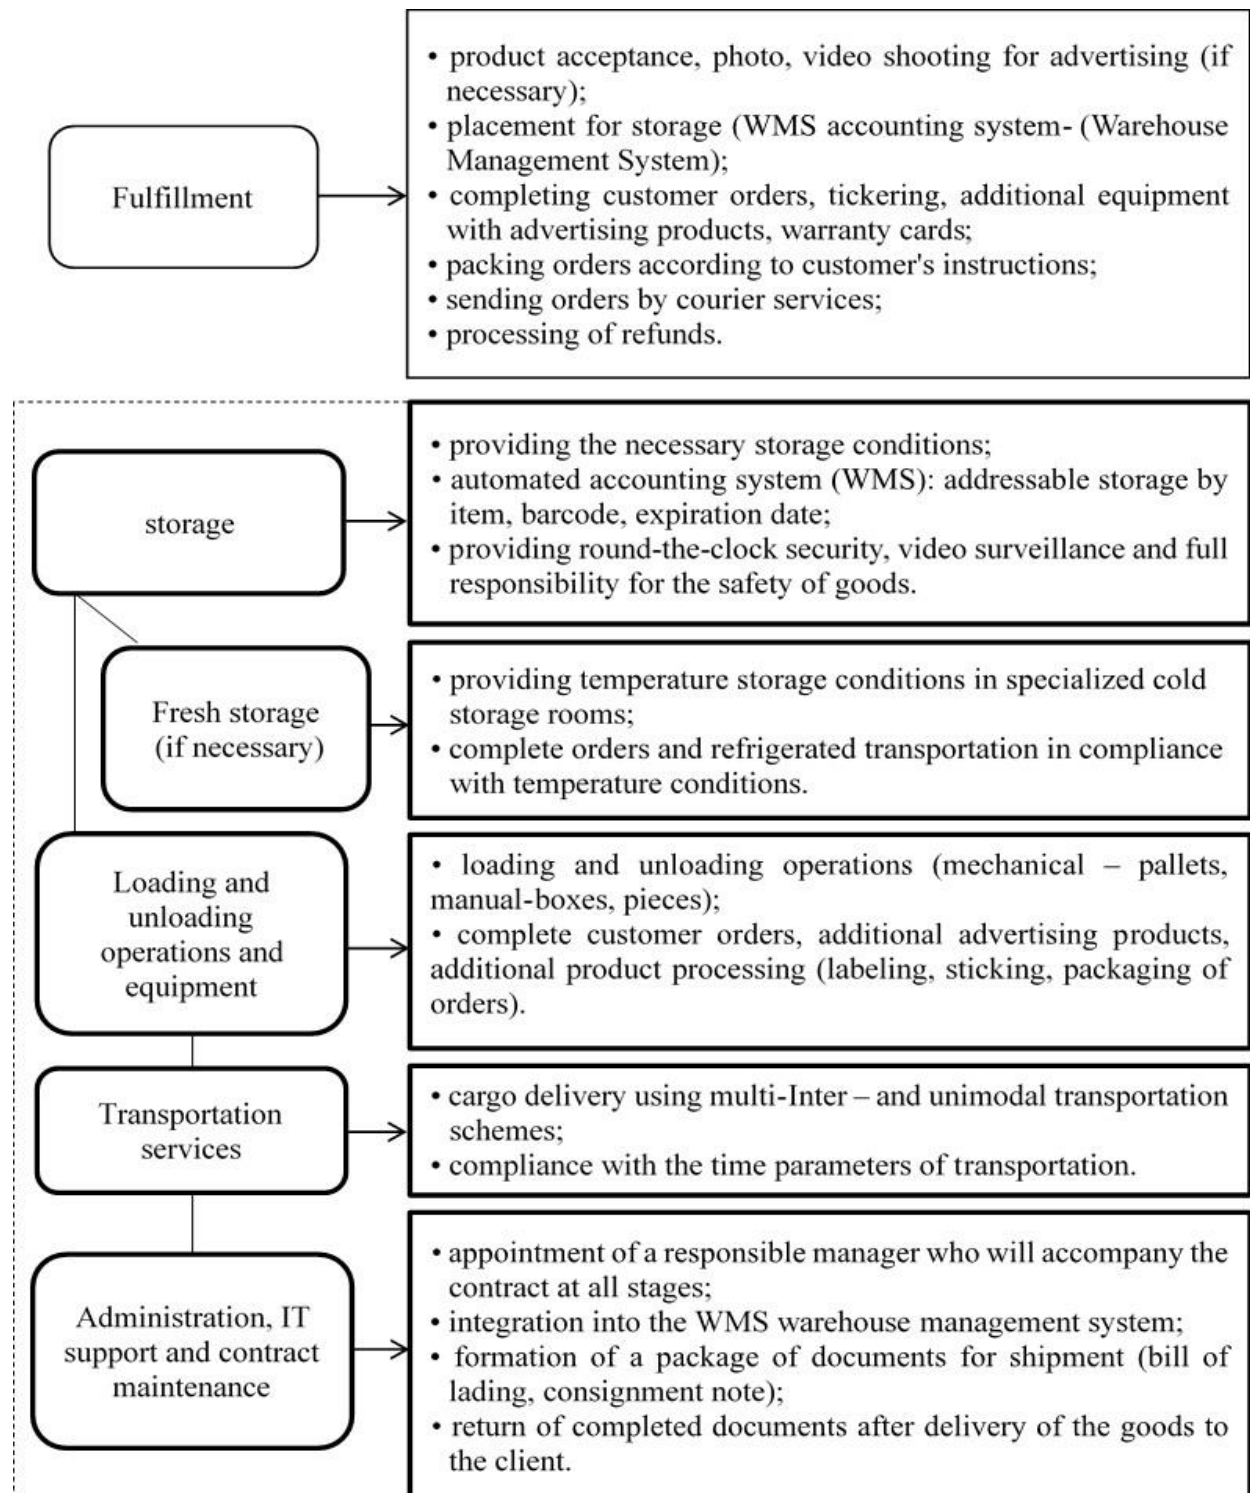 Fulfillment
• product acceptance, photo, video shooting for advertising (if
necessary);
• placement for storage (WMS accounting system- (Warehouse
Management System);
• completing customer orders, tickering, additional equipment
with advertising products, warranty cards;
• packing orders according to customer's instructions;
• sending orders by courier services;
• processing of refunds.
storage
• providing the necessary storage conditions;
• automated accounting system (WMS): addressable storage by
item, barcode, expiration date;
• providing round-the-clock security, video surveillance and full
responsibility for the safety of goods.
Fresh storage
(if necessary)
• providing temperature storage conditions in specialized cold
storage rooms;
• complete orders and refrigerated transportation in compliance
with temperature conditions.
Loading and
unloading
operations and
equipment
• loading and unloading operations (mechanical – pallets,
manual-boxes, pieces);
• complete customer orders, additional advertising products,
additional product processing (labeling, sticking, packaging of
orders).
Transportation
services
• cargo delivery using multi-Inter – and unimodal transportation
schemes;
• compliance with the time parameters of transportation.
Administration, IT
support and contract
maintenance
• appointment of a responsible manager who will accompany the
contract at all stages;
• integration into the WMS warehouse management system;
• formation of a package of documents for shipment (bill of
lading, consignment note);
• return of completed documents after delivery of the goods to
the client.